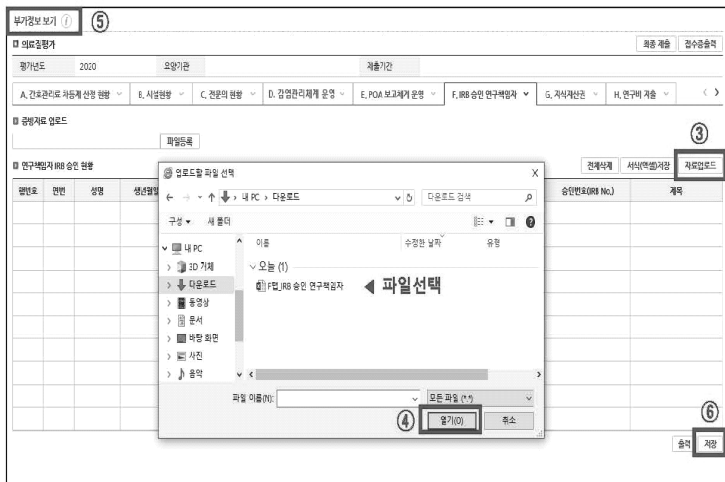 부가정보 보기 ⓘ ⑤
의료질평가 최종 제출 접수증출력
평가년도 2020 요양기관 제출기간
A. 간호관리료 차등제 산정 현황 B. 시설현황 C. 전문의 현황 D. 감염관리체계 운영 E. POA 보고체계 운영 F. IRB 승인 연구책임자 G. 지식재산권 H. 연구비 지출
증빙자료 업로드
파일등록
③
연구책임자 IRB 승인 현황 전체삭제 서식(엑셀)저장 자료업로드
연번 성명 생년월일 승인번호(IRB No.) 제목
업로드할 파일 선택 X
내 PC > 다운로드 다운로드 검색
구성 새 폴더
이름 수정한 날짜 유형
내 PC
3D 개체
다운로드
동영상
문서
바탕 화면
사진
음악
오늘 (1)
F탭_IRB 승인 연구책임자 ◀ 파일선택
파일 이름(N): 모든 파일 (*.*)
④ 열기(O) 취소
⑥
출력 저장